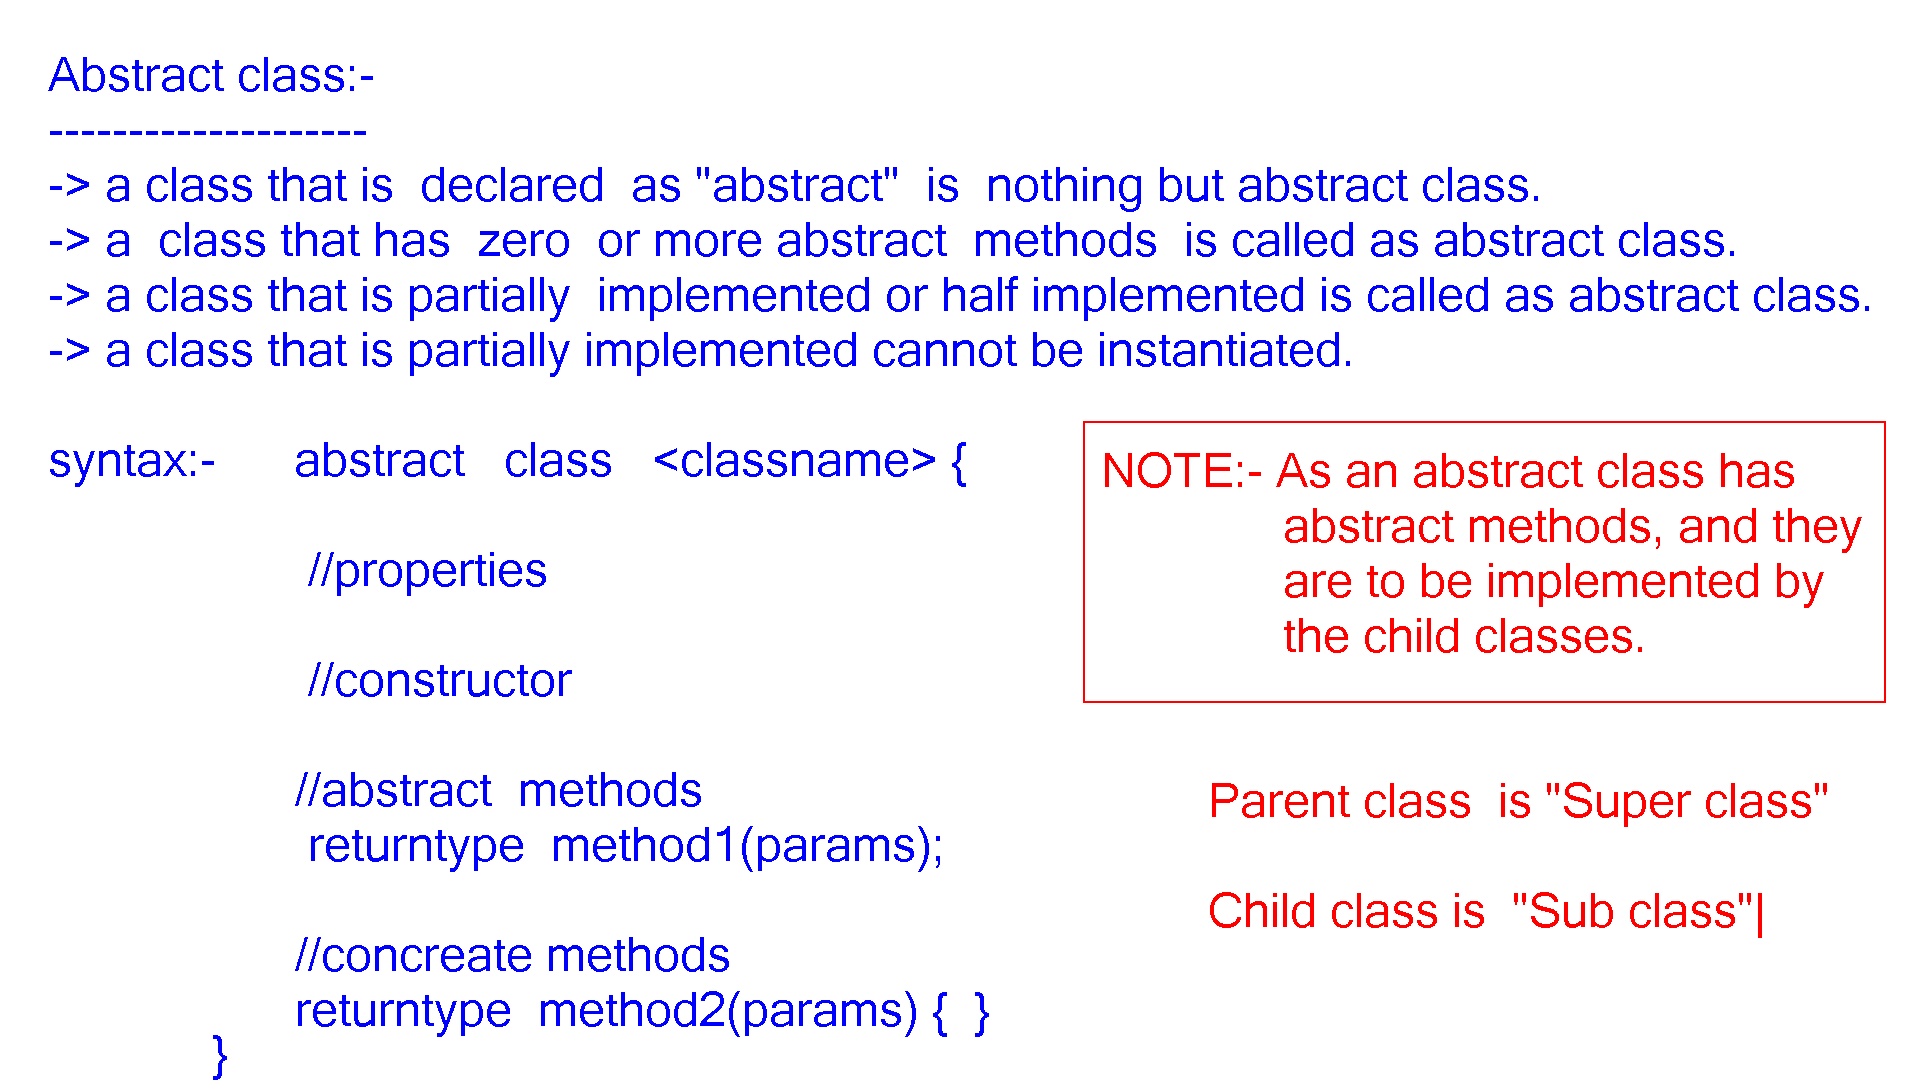 Abstract class:-
--------------------
-> a class that is declared as "abstract" is nothing but abstract class.
-> a class that has zero or more abstract methods is called as abstract class.
-> a class that is partially implemented or half implemented is called as abstract class.
-> a class that is partially implemented cannot be instantiated.
syntax:- abstract class <classname> {
//properties
//constructor
//abstract methods
returntype method1(params);
//concreate methods
returntype method2(params) { }
}
NOTE:- As an abstract class has
abstract methods, and they
are to be implemented by
the child classes.
Parent class is "Super class"
Child class is "Sub class"